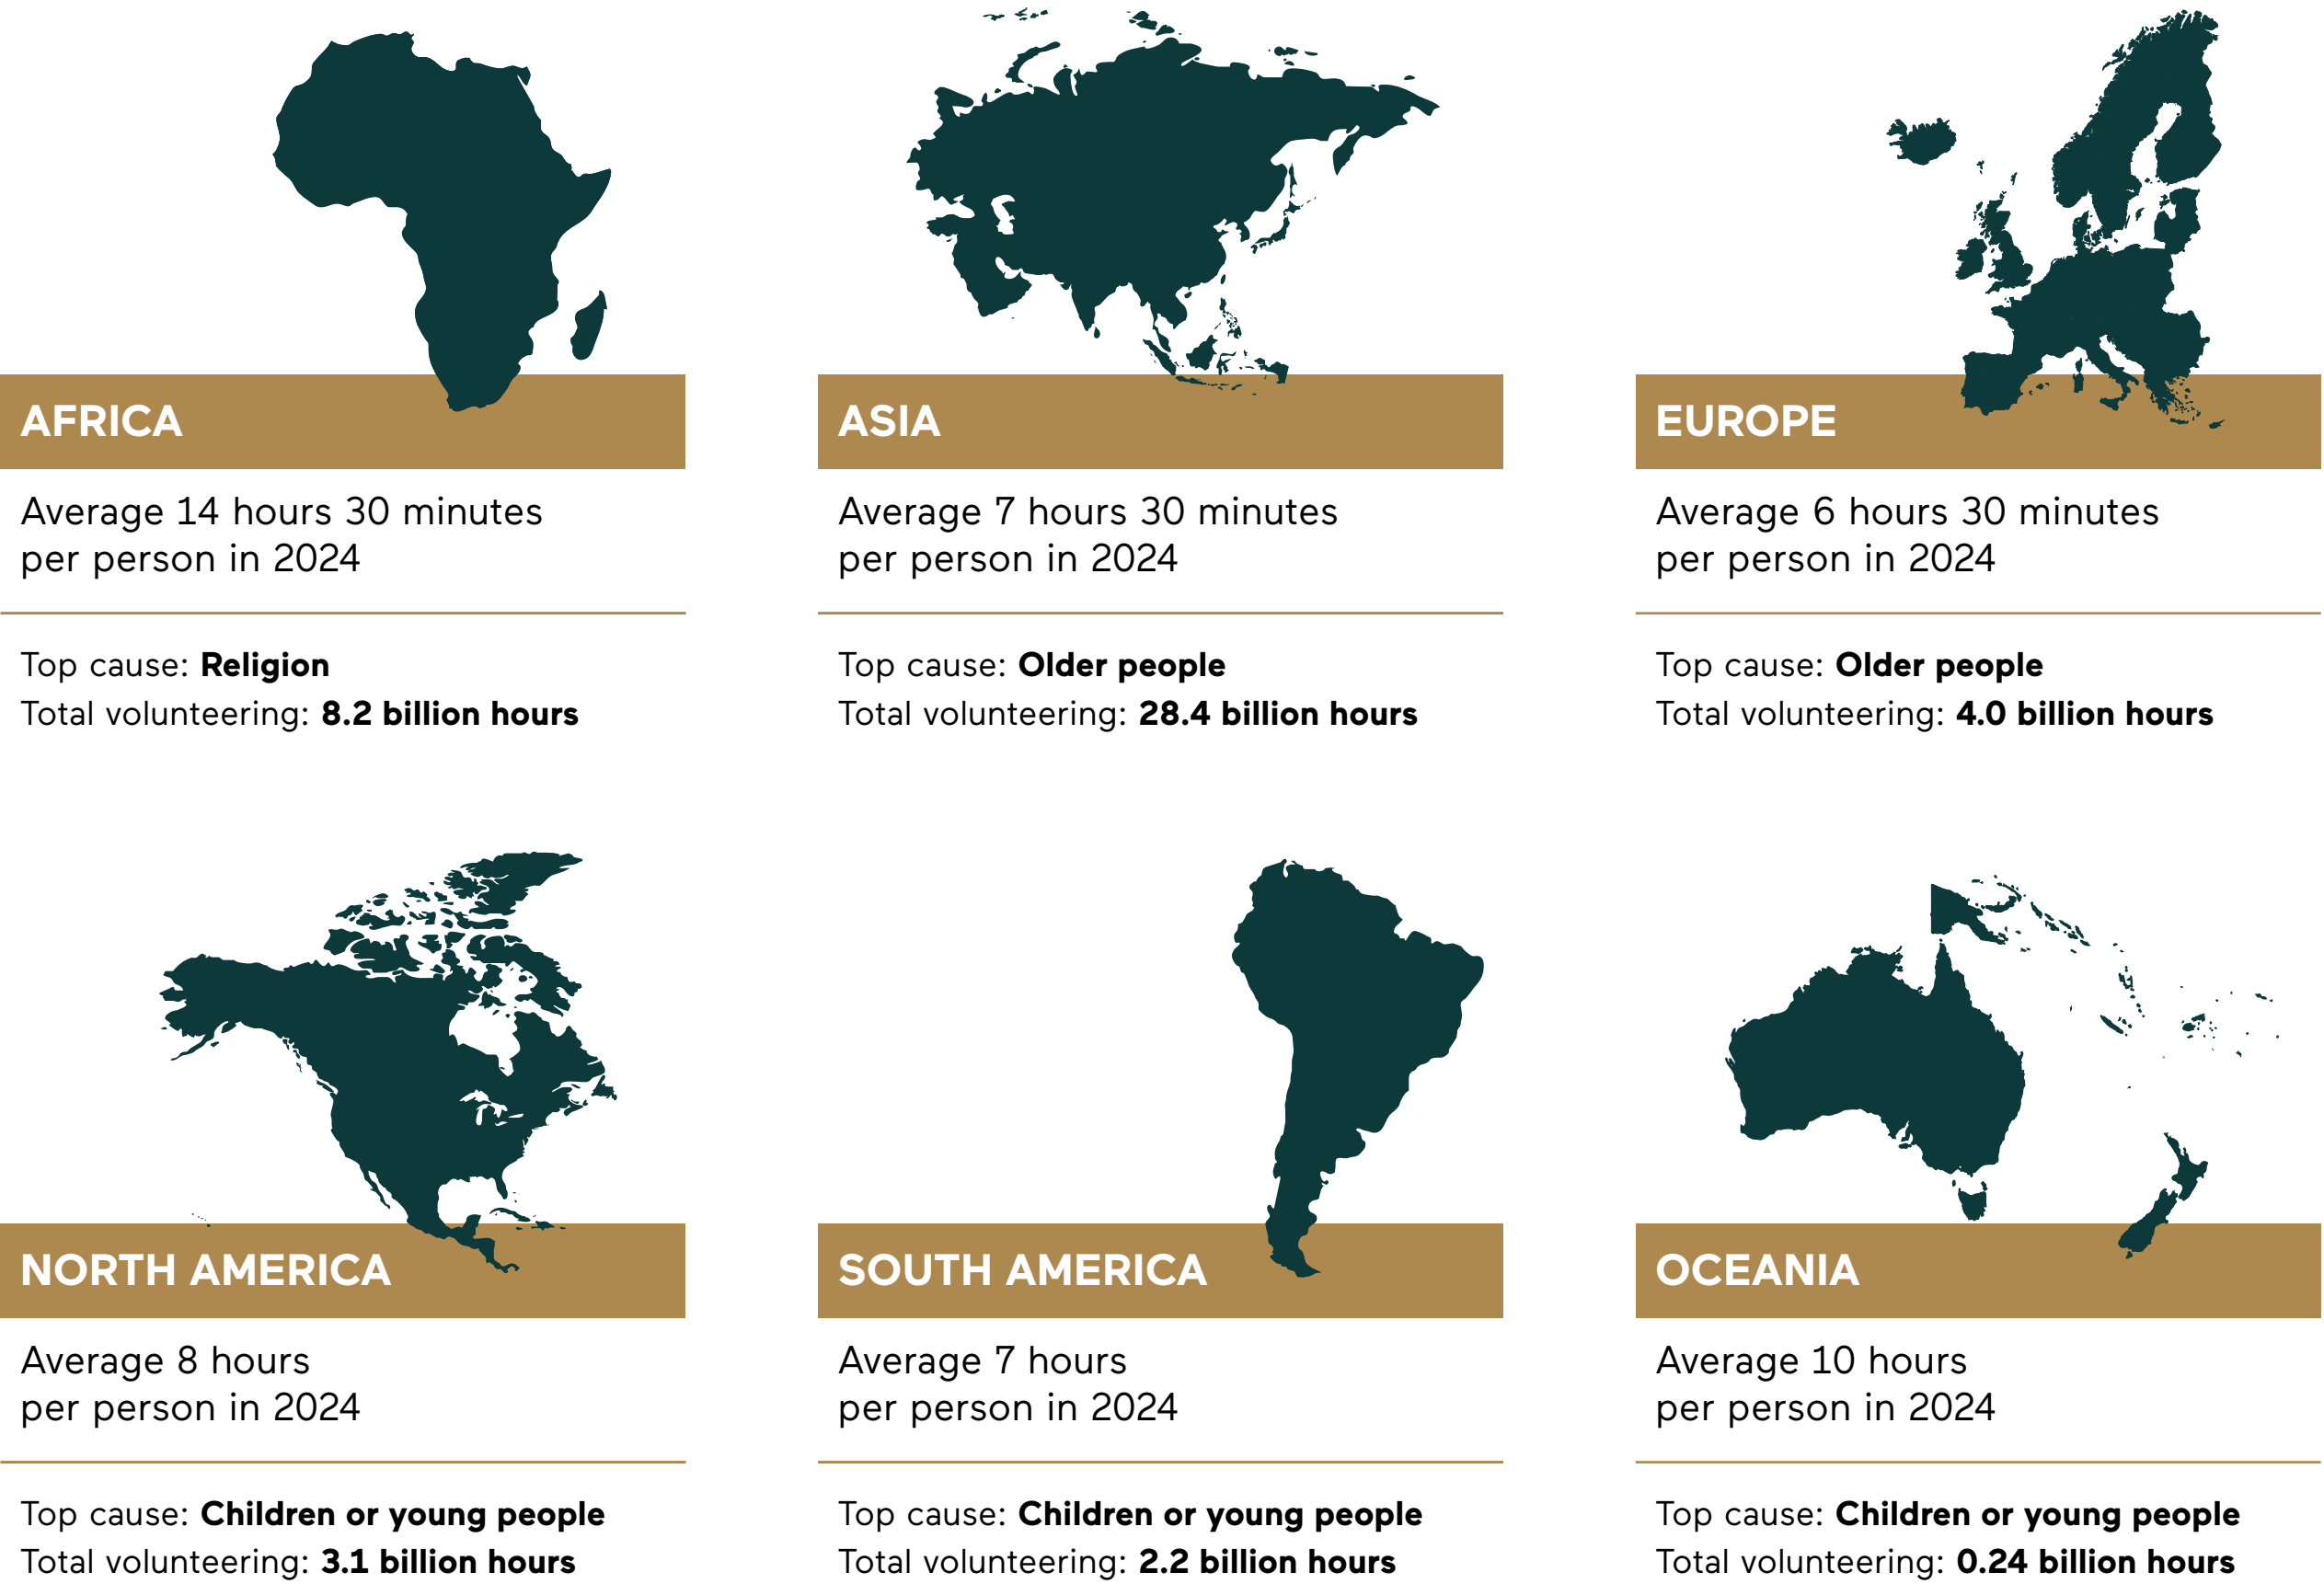 AFRICA
Average 14 hours 30 minutes
per person in 2024
Top cause: Religion
Total volunteering: 8.2 billion hours
ASIA
Average 7 hours 30 minutes
per person in 2024
Top cause: Older people
Total volunteering: 28.4 billion hours
EUROPE
Average 6 hours 30 minutes
per person in 2024
Top cause: Older people
Total volunteering: 4.0 billion hours
NORTH AMERICA
Average 8 hours
per person in 2024
Top cause: Children or young people
Total volunteering: 3.1 billion hours
SOUTH AMERICA
Average 7 hours
per person in 2024
Top cause: Children or young people
Total volunteering: 2.2 billion hours
OCEANIA
Average 10 hours
per person in 2024
Top cause: Children or young people
Total volunteering: 0.24 billion hours